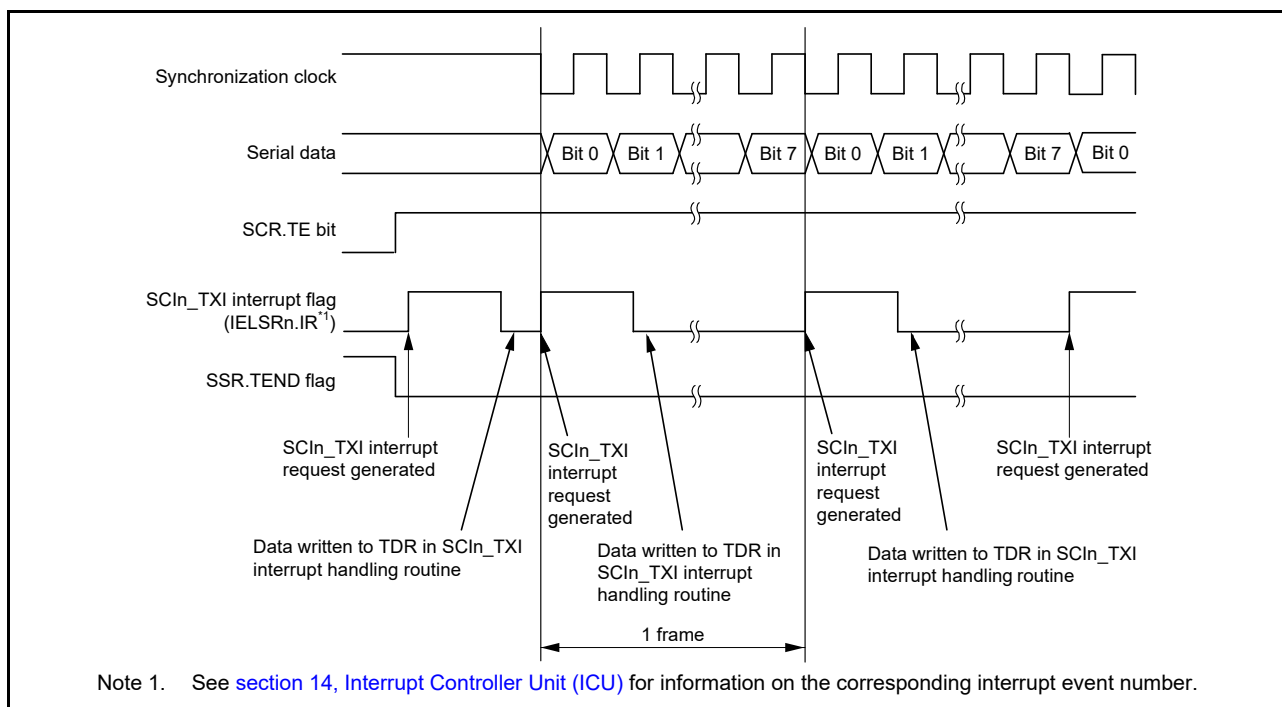 Synchronization clock
Serial data
Bit 0 Bit 1 Bit 7 Bit 0 Bit 1 Bit 7 Bit 0
SCR.TE bit
SCIn_TXI interrupt flag
(IELSRn.IR*1)
SSR.TEND flag
SCIn_TXI interrupt
request generated
SCIn_TXI
interrupt
request
generated
SCIn_TXI
interrupt
request
generated
SCIn_TXI interrupt
request generated
Data written to TDR in SCIn_TXI
interrupt handling routine
Data written to TDR in
SCIn_TXI interrupt
handling routine
Data written to TDR in SCIn_TXI
interrupt handling routine
1 frame
Note 1. See section 14, Interrupt Controller Unit (ICU) for information on the corresponding interrupt event number.